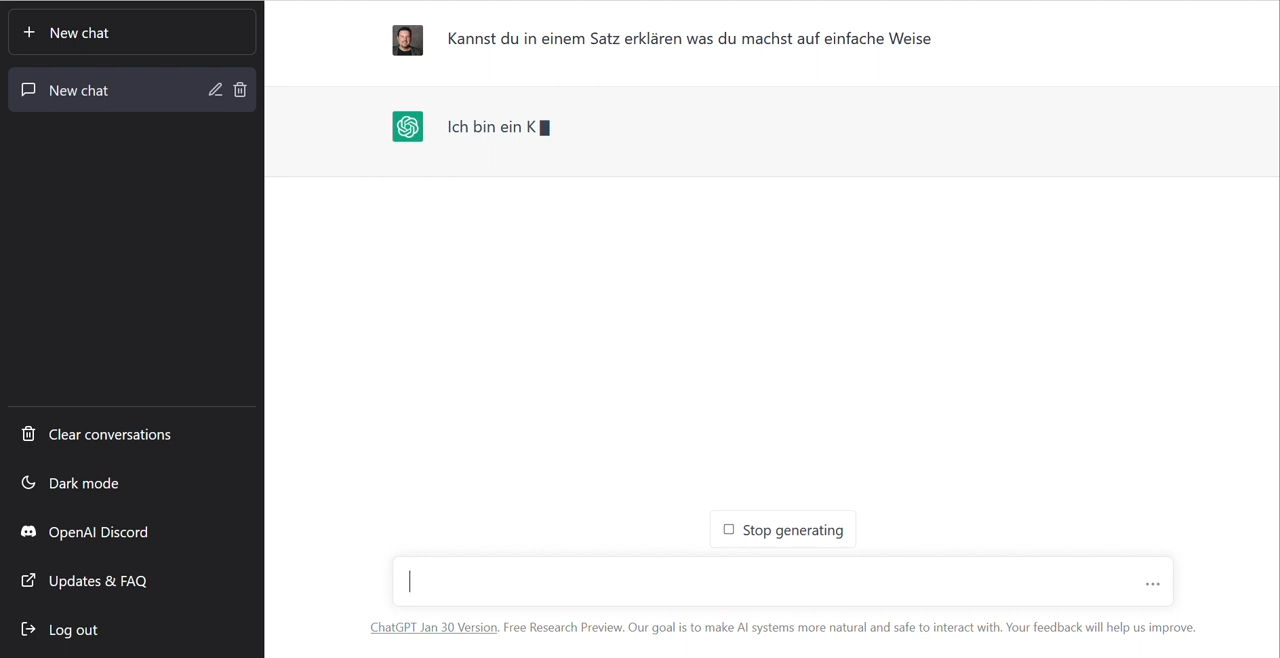 New chat
New chat
Clear conversations
Dark mode
OpenAI Discord
Updates & FAQ
Log out
Kannst du in einem Satz erklären was du machst auf einfache Weise
Ich bin ein K
Stop generating
ChatGPT Jan 30 Version. Free Research Preview. Our goal is to make AI systems more natural and safe to interact with. Your feedback will help us improve.